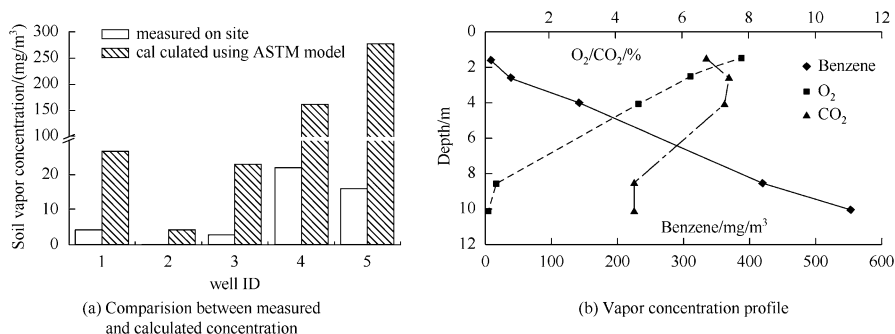 measured on site
cal culated using ASTM model
Soil vapor concentration/(mg/m³)
300
250
200
150
100
20
10
0
1 2 3 4 5
well ID
(a) Comparision between measured
and calculated concentration
0 2 4 6 8 10 12
O₂/CO₂/%
Benzene
O₂
CO₂
Depth/m
0
2
4
6
8
10
12
Benzene/mg/m³
0 100 200 300 400 500 600
(b) Vapor concentration profile